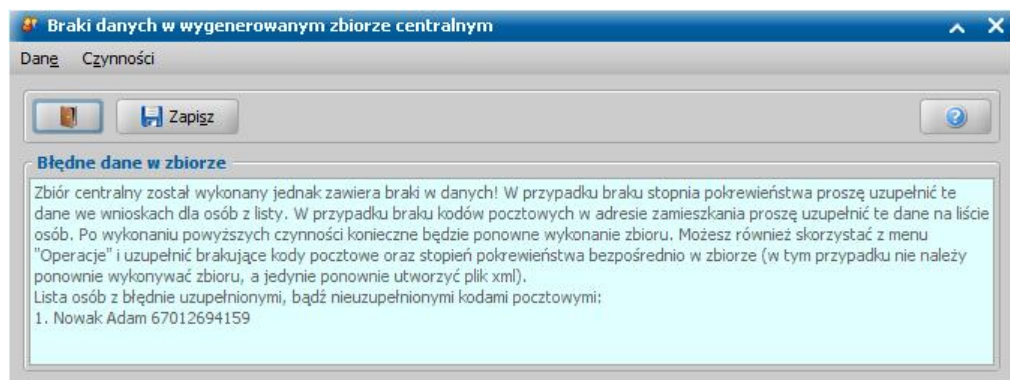 Braki danych w wygenerowanym zbiorze centralnym
Dane Czynności
Zapisz
Błędne dane w zbiorze
Zbiór centralny został wykonany jednak zawiera braki w danych! W przypadku braku stopnia pokrewieństwa proszę uzupełnić te
dane we wnioskach dla osób z listy. W przypadku braku kodów pocztowych w adresie zamieszkania proszę uzupełnić te dane na liście
osób. Po wykonaniu powyższych czynności konieczne będzie ponowne wykonanie zbioru. Możesz również skorzystać z menu
"Operacje" i uzupełnić brakujące kody pocztowe oraz stopień pokrewieństwa bezpośrednio w zbiorze (w tym przypadku nie należy
ponownie wykonywać zbioru, a jedynie ponownie utworzyć plik xml).
Lista osób z błędnie uzupełnionymi, bądź nieuzupełnionymi kodami pocztowymi:
1. Nowak Adam 67012694159